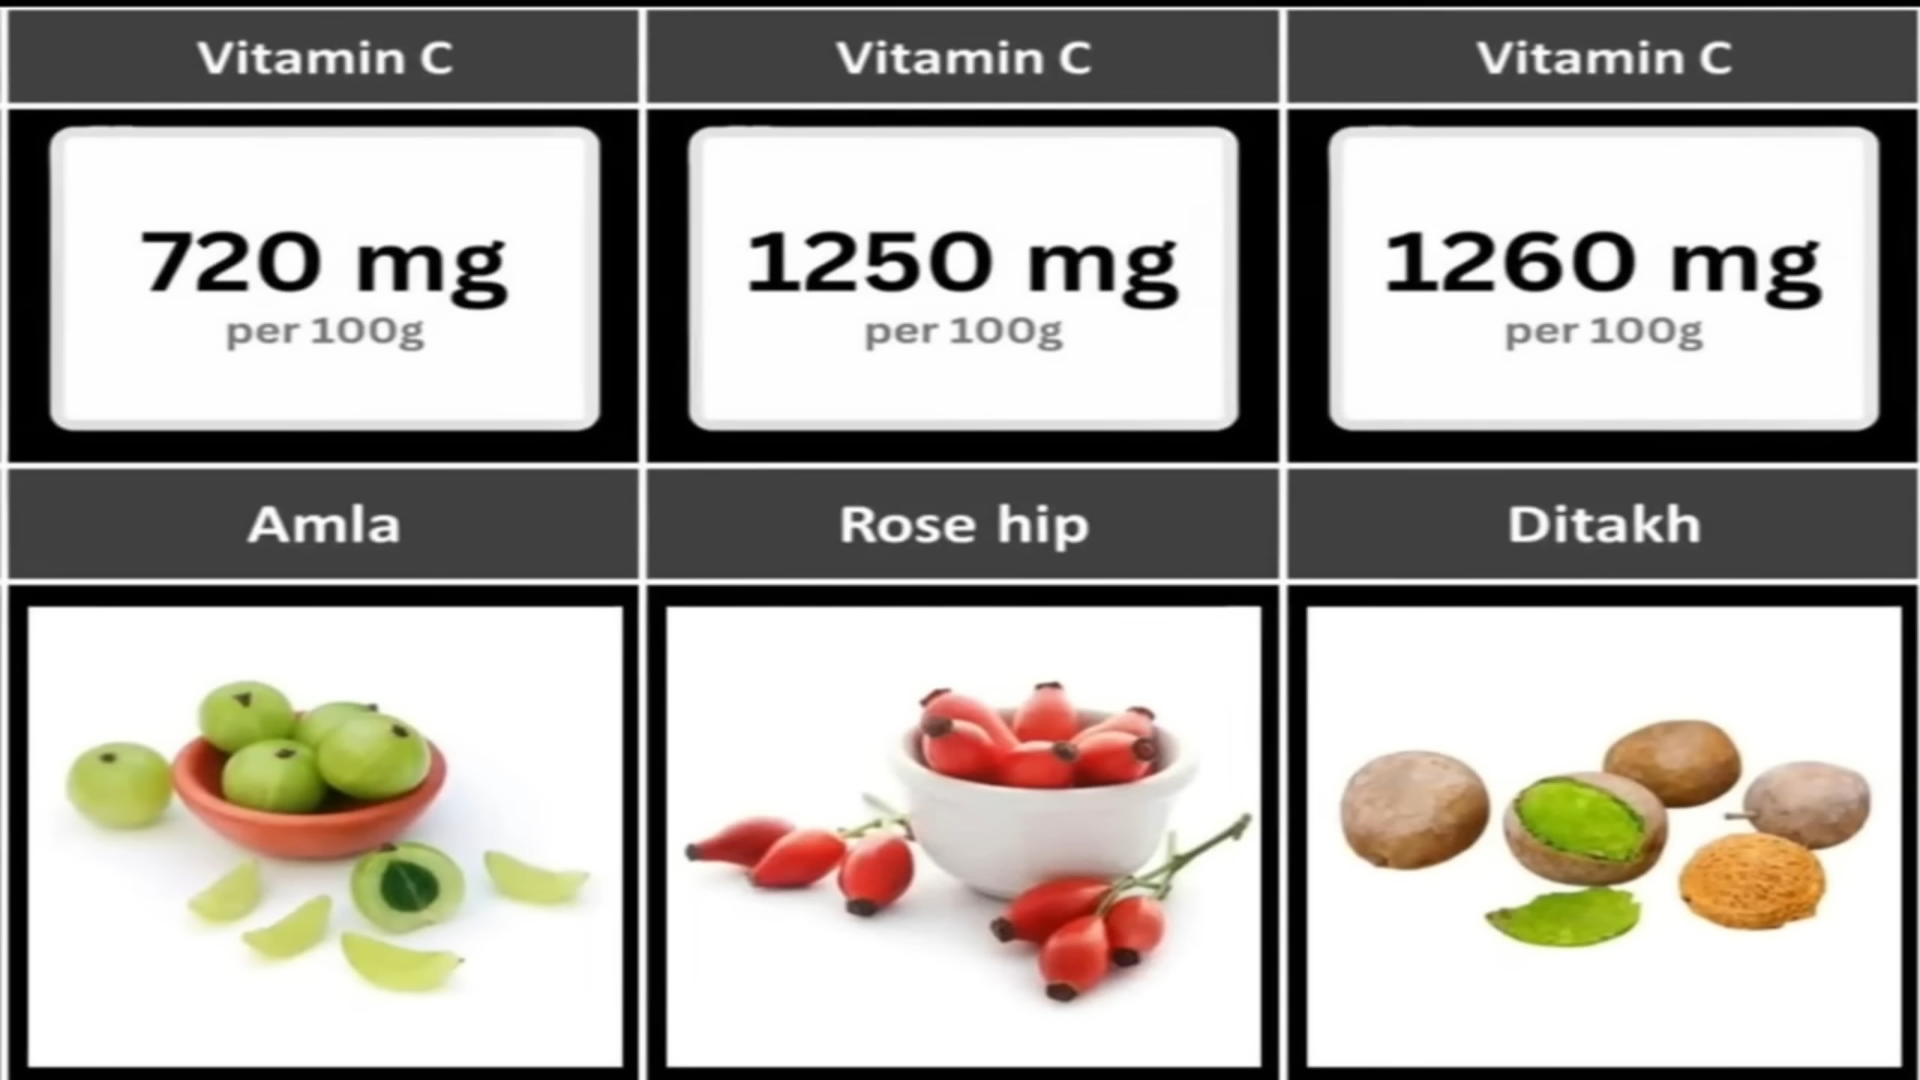 Vitamin C
Vitamin C
Vitamin C
720 mg
per 100g
1250 mg
per 100g
1260 mg
per 100g
Amla
Rose hip
Ditakh